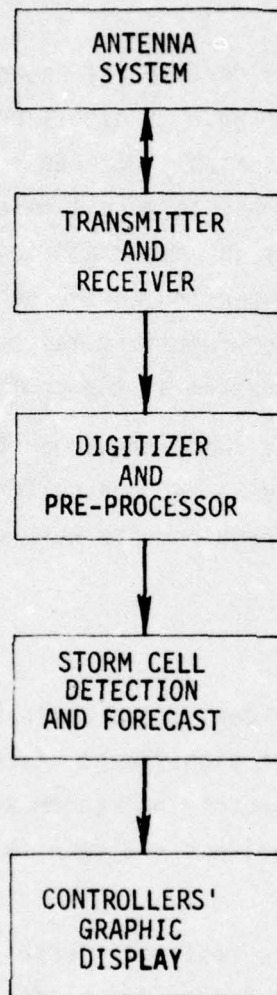 ANTENNA
SYSTEM
TRANSMITTER
AND
RECEIVER
DIGITIZER
AND
PRE-PROCESSOR
STORM CELL
DETECTION
AND FORECAST
CONTROLLERS'
GRAPHIC
DISPLAY